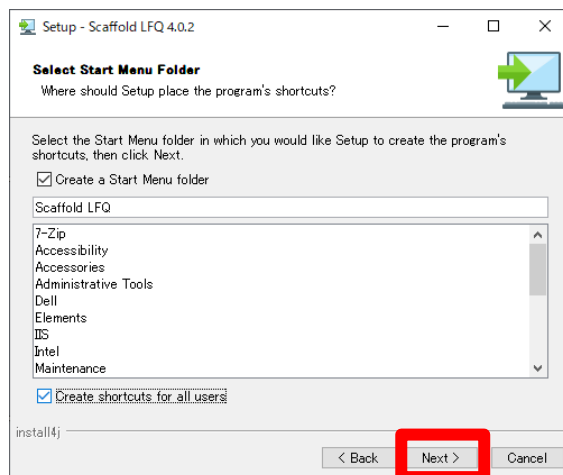 Setup - Scaffold LFQ 4.0.2
Select Start Menu Folder
Where should Setup place the program's shortcuts?
Select the Start Menu folder in which you would like Setup to create the program's
shortcuts, then click Next.
Create a Start Menu folder
Scaffold LFQ
7-Zip
Accessibility
Accessories
Administrative Tools
Dell
Elements
IIS
Intel
Maintenance
Create shortcuts for all users
install4j
< Back Next > Cancel